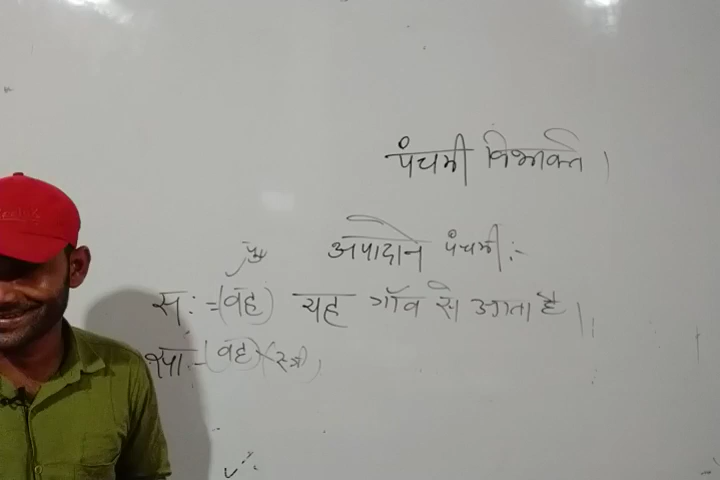 पंचमी विभक्ति ।
अपादाने पंचमी :-
पु॰
सः =(वह) यह गाँव से आता है ।
सा - (वह) (स्त्री)